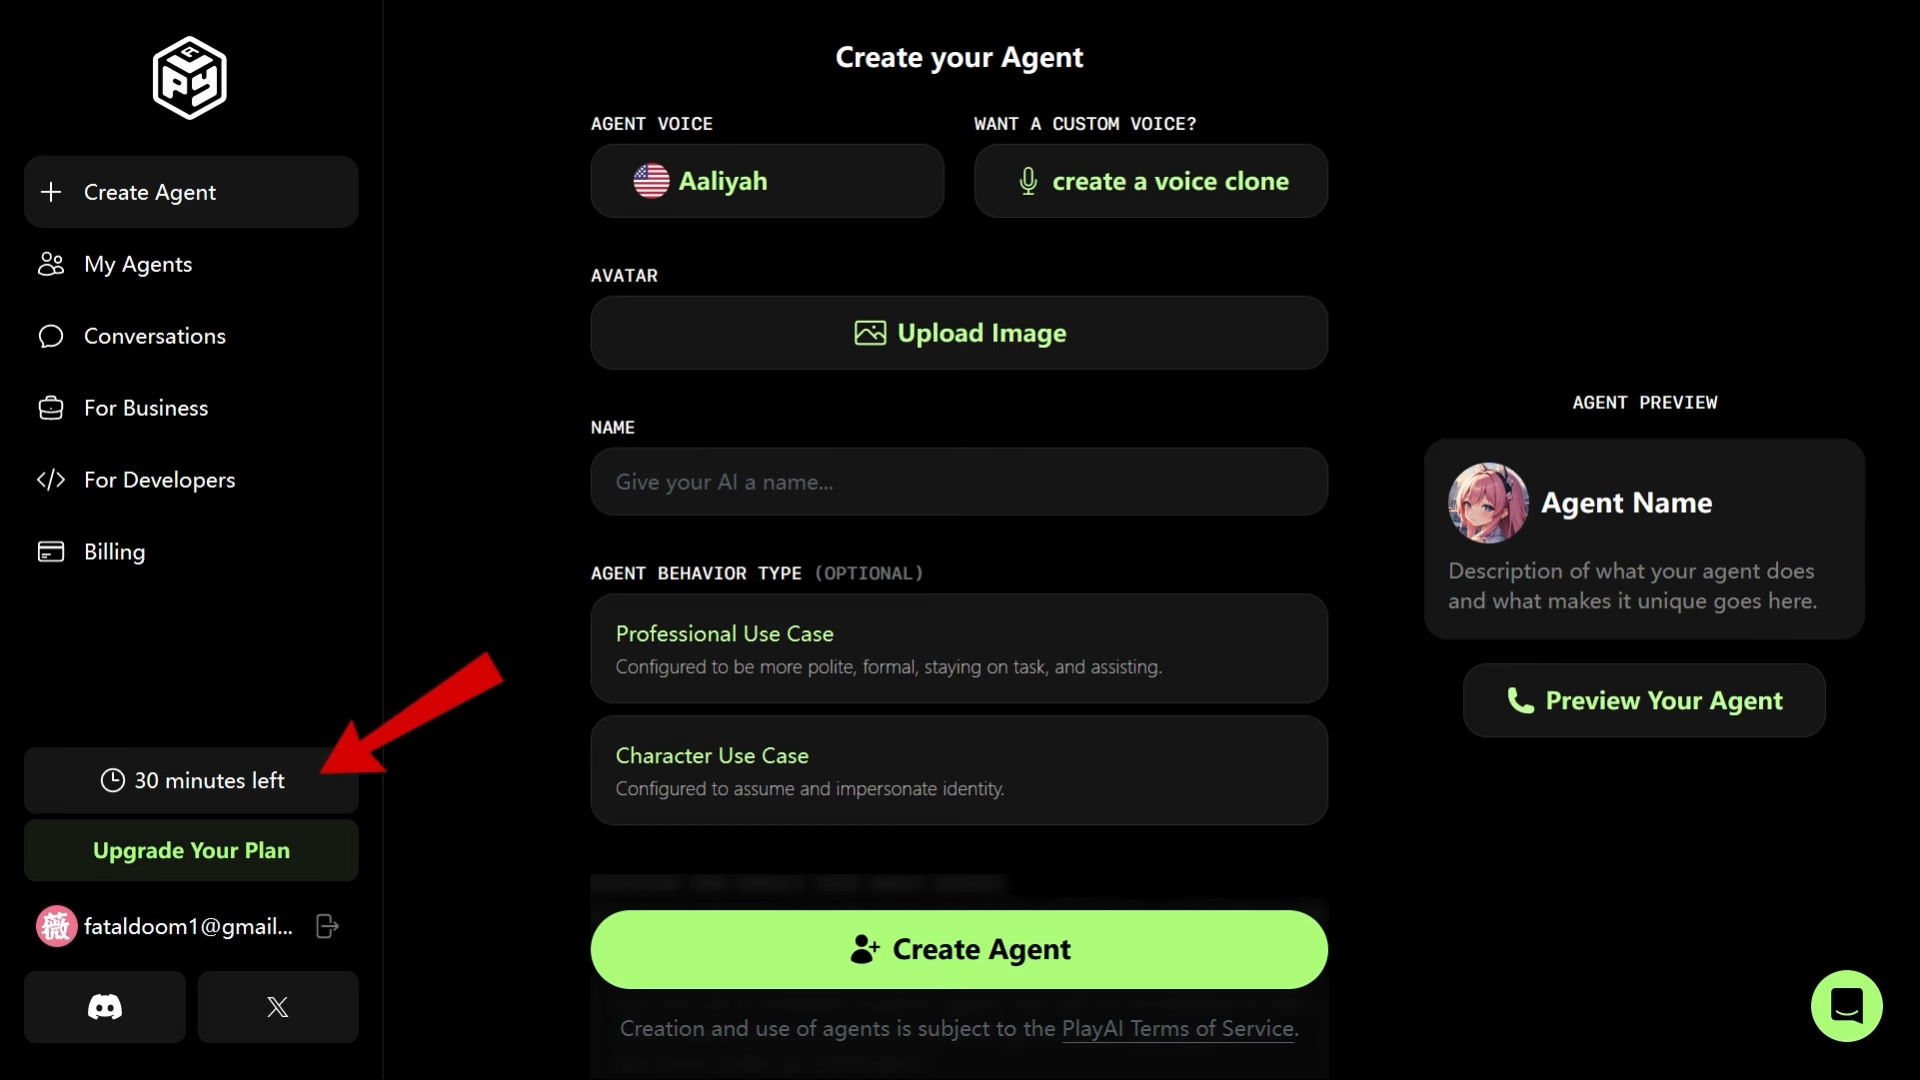 PLAY
Create Agent
My Agents
Conversations
For Business
For Developers
Billing
30 minutes left
Upgrade Your Plan
薇 fataldoom1@gmail...
Create your Agent
AGENT VOICE
Aaliyah
WANT A CUSTOM VOICE?
create a voice clone
AVATAR
Upload Image
NAME
Give your AI a name...
AGENT BEHAVIOR TYPE (OPTIONAL)
Professional Use Case
Configured to be more polite, formal, staying on task, and assisting.
Character Use Case
Configured to assume and impersonate identity.
Create Agent
Creation and use of agents is subject to the PlayAI Terms of Service.
AGENT PREVIEW
Agent Name
Description of what your agent does
and what makes it unique goes here.
Preview Your Agent